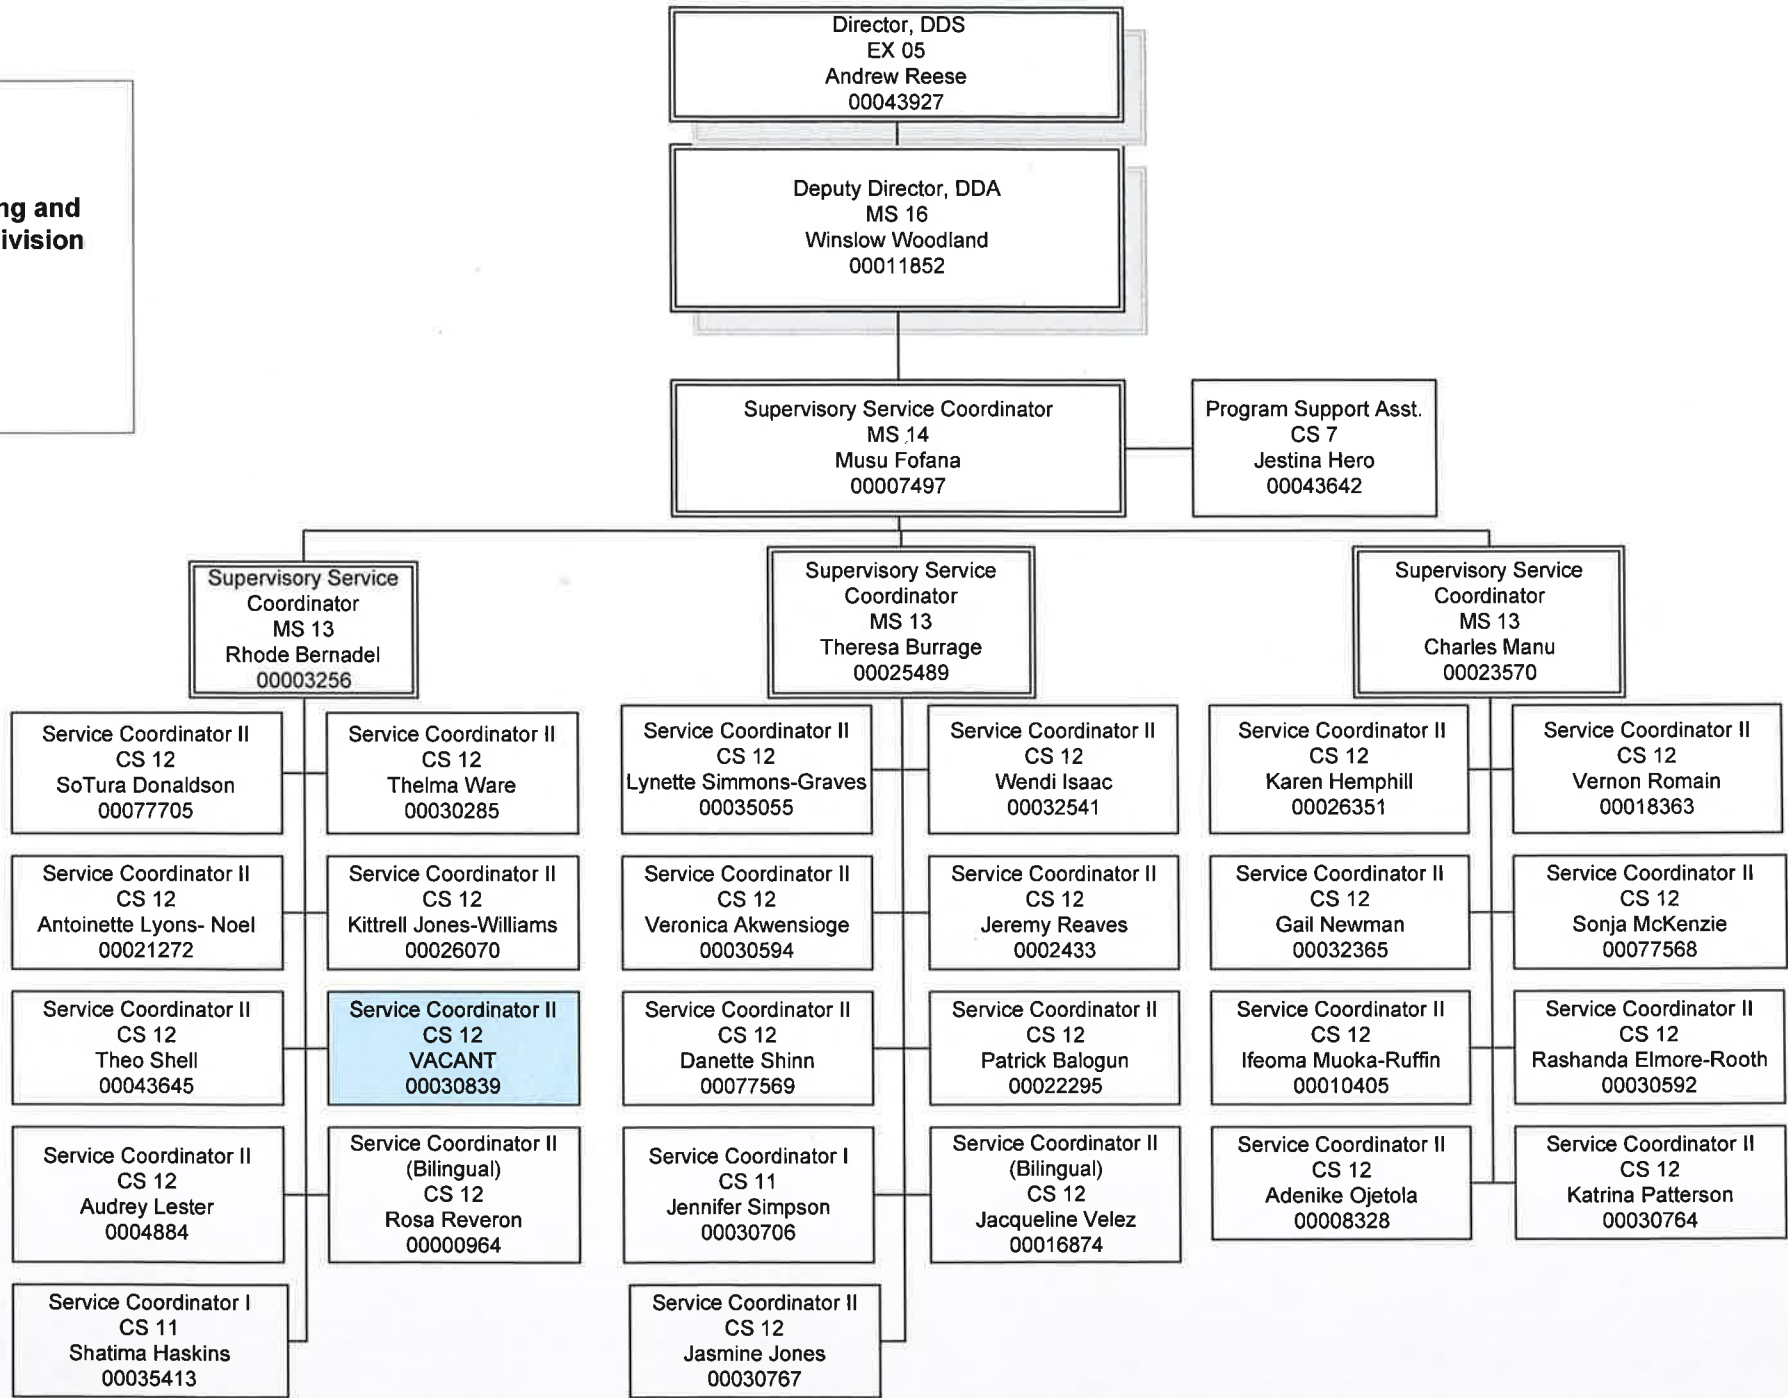 Director, DDS
EX 05
Andrew Reese
00043927
ng and
ivision
Deputy Director, DDA
MS 16
Winslow Woodland
00011852
Supervisory Service Coordinator
MS 14
Musu Fofana
00007497
Program Support Asst.
CS 7
Jestina Hero
00043642
Supervisory Service
Coordinator
MS 13
Rhode Bernadel
00003256
Supervisory Service
Coordinator
MS 13
Theresa Burrage
00025489
Supervisory Service
Coordinator
MS 13
Charles Manu
00023570
Service Coordinator II
CS 12
SoTura Donaldson
00077705
Service Coordinator II
CS 12
Thelma Ware
00030285
Service Coordinator II
CS 12
Lynette Simmons-Graves
00035055
Service Coordinator II
CS 12
Wendi Isaac
00032541
Service Coordinator II
CS 12
Karen Hemphill
00026351
Service Coordinator II
CS 12
Vernon Romain
00018363
Service Coordinator II
CS 12
Antoinette Lyons- Noel
00021272
Service Coordinator II
CS 12
Kittrell Jones-Williams
00026070
Service Coordinator II
CS 12
Veronica Akwensioge
00030594
Service Coordinator II
CS 12
Jeremy Reaves
0002433
Service Coordinator II
CS 12
Gail Newman
00032365
Service Coordinator II
CS 12
Sonja McKenzie
00077568
Service Coordinator II
CS 12
Theo Shell
00043645
Service Coordinator II
CS 12
VACANT
00030839
Service Coordinator II
CS 12
Danette Shinn
00077569
Service Coordinator II
CS 12
Patrick Balogun
00022295
Service Coordinator II
CS 12
Ifeoma Muoka-Ruffin
00010405
Service Coordinator II
CS 12
Rashanda Elmore-Rooth
00030592
Service Coordinator II
CS 12
Audrey Lester
0004884
Service Coordinator II
(Bilingual)
CS 12
Rosa Reveron
00000964
Service Coordinator I
CS 11
Jennifer Simpson
00030706
Service Coordinator II
(Bilingual)
CS 12
Jacqueline Velez
00016874
Service Coordinator II
CS 12
Adenike Ojetola
00008328
Service Coordinator II
CS 12
Katrina Patterson
00030764
Service Coordinator I
CS 11
Shatima Haskins
00035413
Service Coordinator II
CS 12
Jasmine Jones
00030767